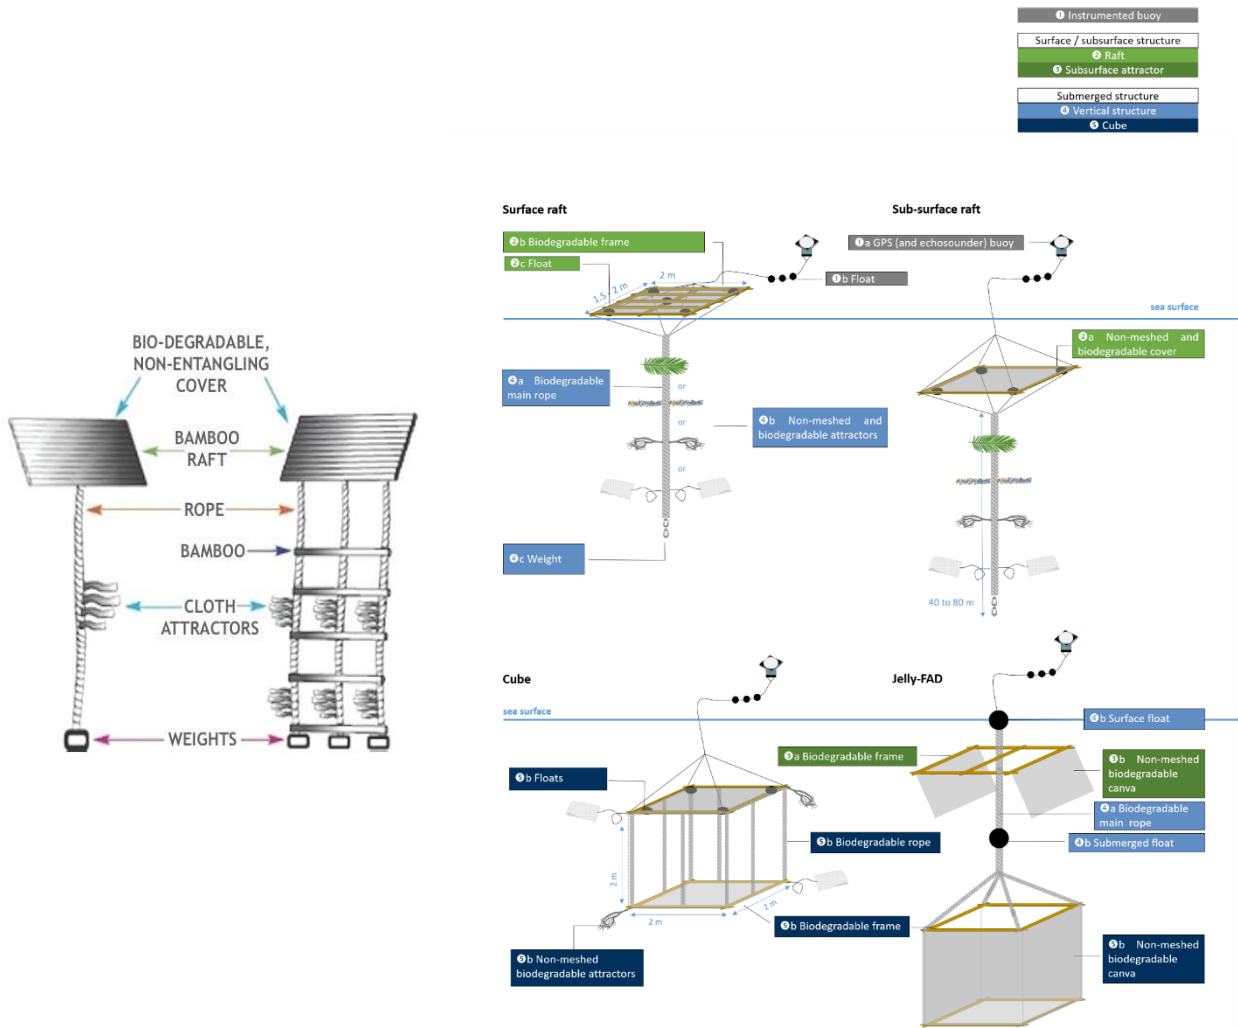 ❶ Instrumented buoy
Surface / subsurface structure
❷ Raft
❸ Subsurface attractor
Submerged structure
❹ Vertical structure
❺ Cube
BIO-DEGRADABLE,
NON-ENTANGLING
COVER
BAMBOO
RAFT
ROPE
BAMBOO
CLOTH
ATTRACTORS
WEIGHTS
Surface raft
❷b Biodegradable frame
❷c Float
2 m
1.5 - 2 m
❶b Float
❹a Biodegradable
main rope
or
or
or
❹b Non-meshed and
biodegradable attractors
❹c Weight
Sub-surface raft
❶a GPS (and echosounder) buoy
sea surface
❷a Non-meshed and
biodegradable cover
40 to 80 m
Cube
sea surface
❺b Floats
❺b Biodegradable rope
2 m
2 m
2 m
❺b Biodegradable frame
❺b Non-meshed
biodegradable attractors
Jelly-FAD
❹b Surface float
❸a Biodegradable frame
❸b Non-meshed
biodegradable
canva
❹a Biodegradable
main rope
❹b Submerged float
❺b Non-meshed
biodegradable
canva